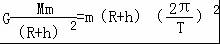 G Mm/(R+h)² = m (R+h) (2π/T)²